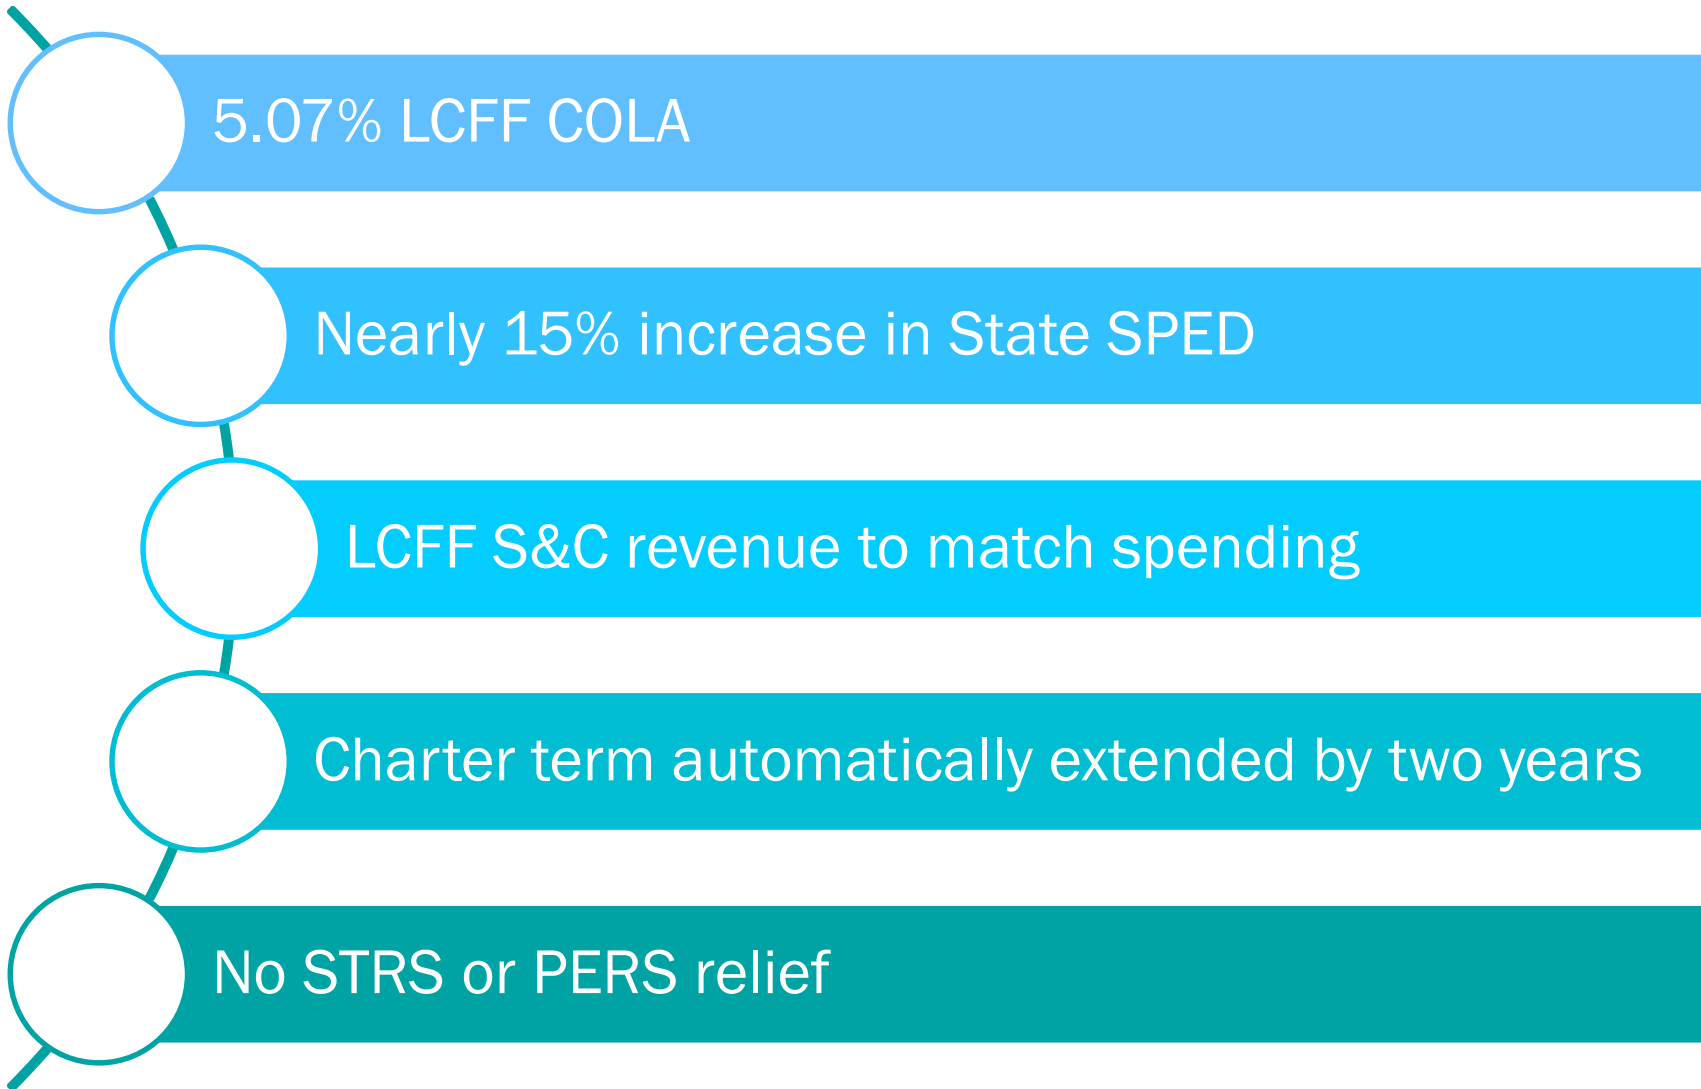 5.07% LCFF COLA
Nearly 15% increase in State SPED
LCFF S&C revenue to match spending
Charter term automatically extended by two years
No STRS or PERS relief